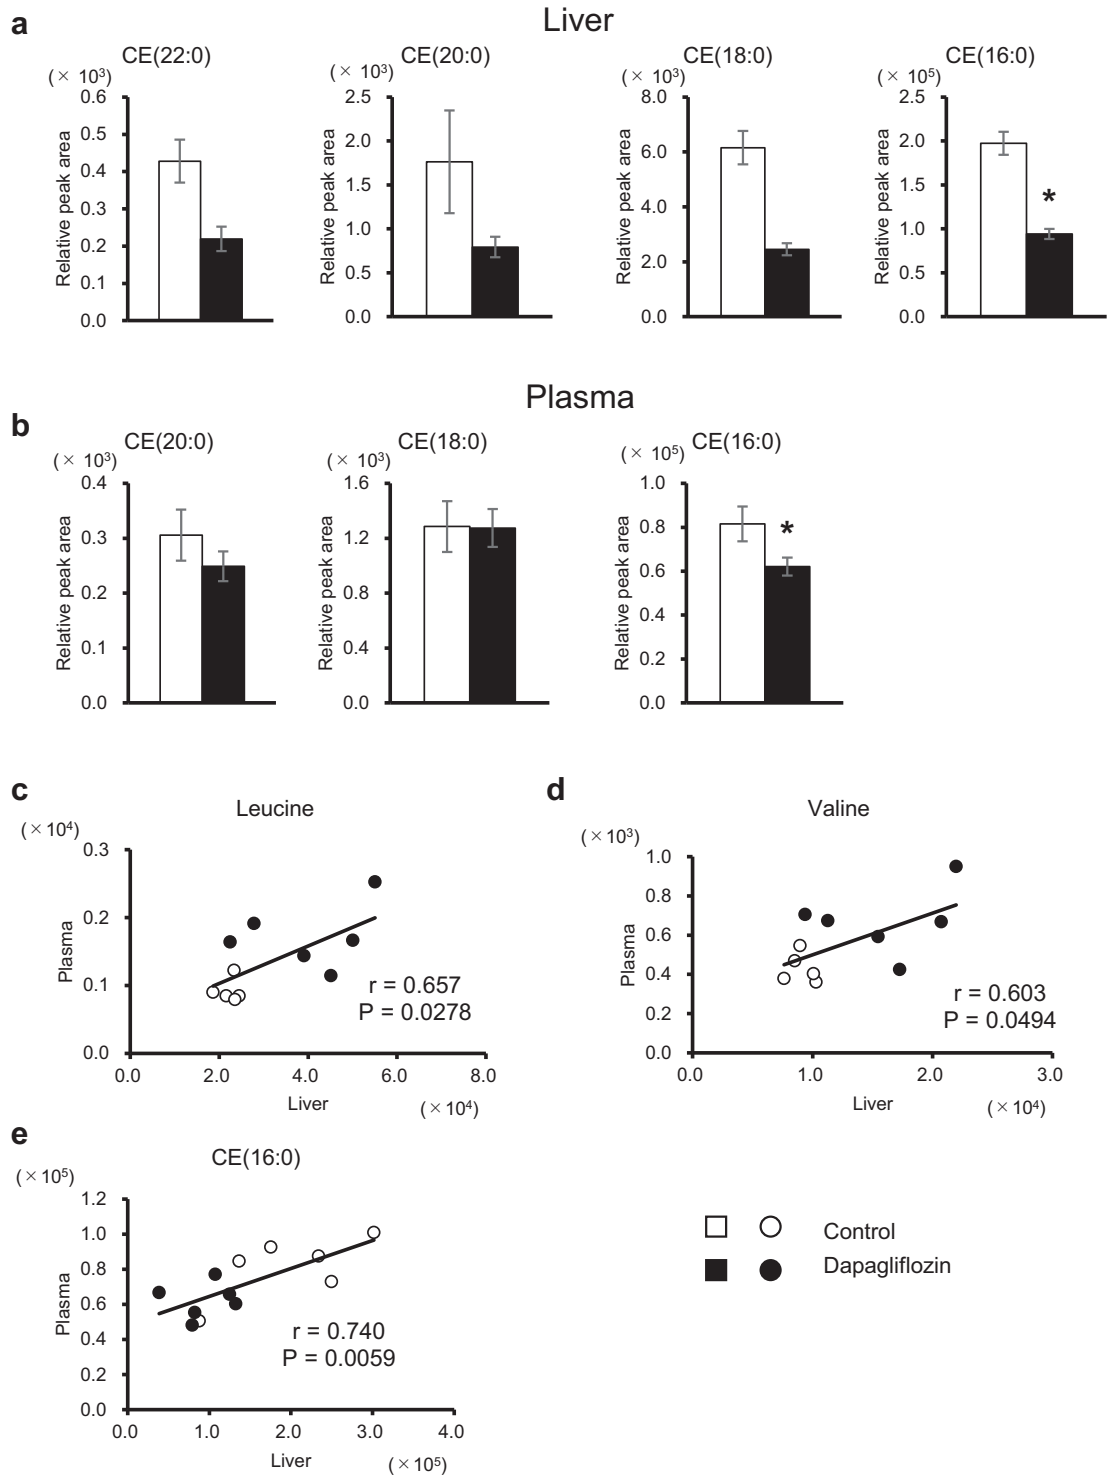 a
Liver
CE(22:0)
CE(20:0)
CE(18:0)
CE(16:0)
(× 10³)
(× 10³)
(× 10³)
(× 10⁵)
Relative peak area
0.6
0.5
0.4
0.3
0.2
0.1
0.0
Relative peak area
2.5
2.0
1.5
1.0
0.5
0.0
Relative peak area
8.0
6.0
4.0
2.0
0.0
Relative peak area
2.5
2.0
1.5
1.0
0.5
0.0
*
Plasma
b
CE(20:0)
CE(18:0)
CE(16:0)
(× 10³)
(× 10³)
(× 10⁵)
Relative peak area
0.4
0.3
0.2
0.1
0.0
Relative peak area
1.6
1.2
0.8
0.4
0.0
Relative peak area
1.0
0.8
0.6
0.4
0.2
0.0
*
c
Leucine
(×10⁴)
Plasma
0.3
0.2
0.1
0.0
r = 0.657
P = 0.0278
0.0 2.0 4.0 6.0 8.0
Liver
(×10⁴)
d
Valine
(×10³)
Plasma
1.0
0.8
0.6
0.4
0.2
0.0
r = 0.603
P = 0.0494
0.0 1.0 2.0 3.0
Liver
(×10⁴)
e
CE(16:0)
(×10⁵)
Plasma
1.2
1.0
0.8
0.6
0.4
0.2
0.0
r = 0.740
P = 0.0059
0.0 1.0 2.0 3.0 4.0
Liver
(×10⁵)
Control
Dapagliflozin